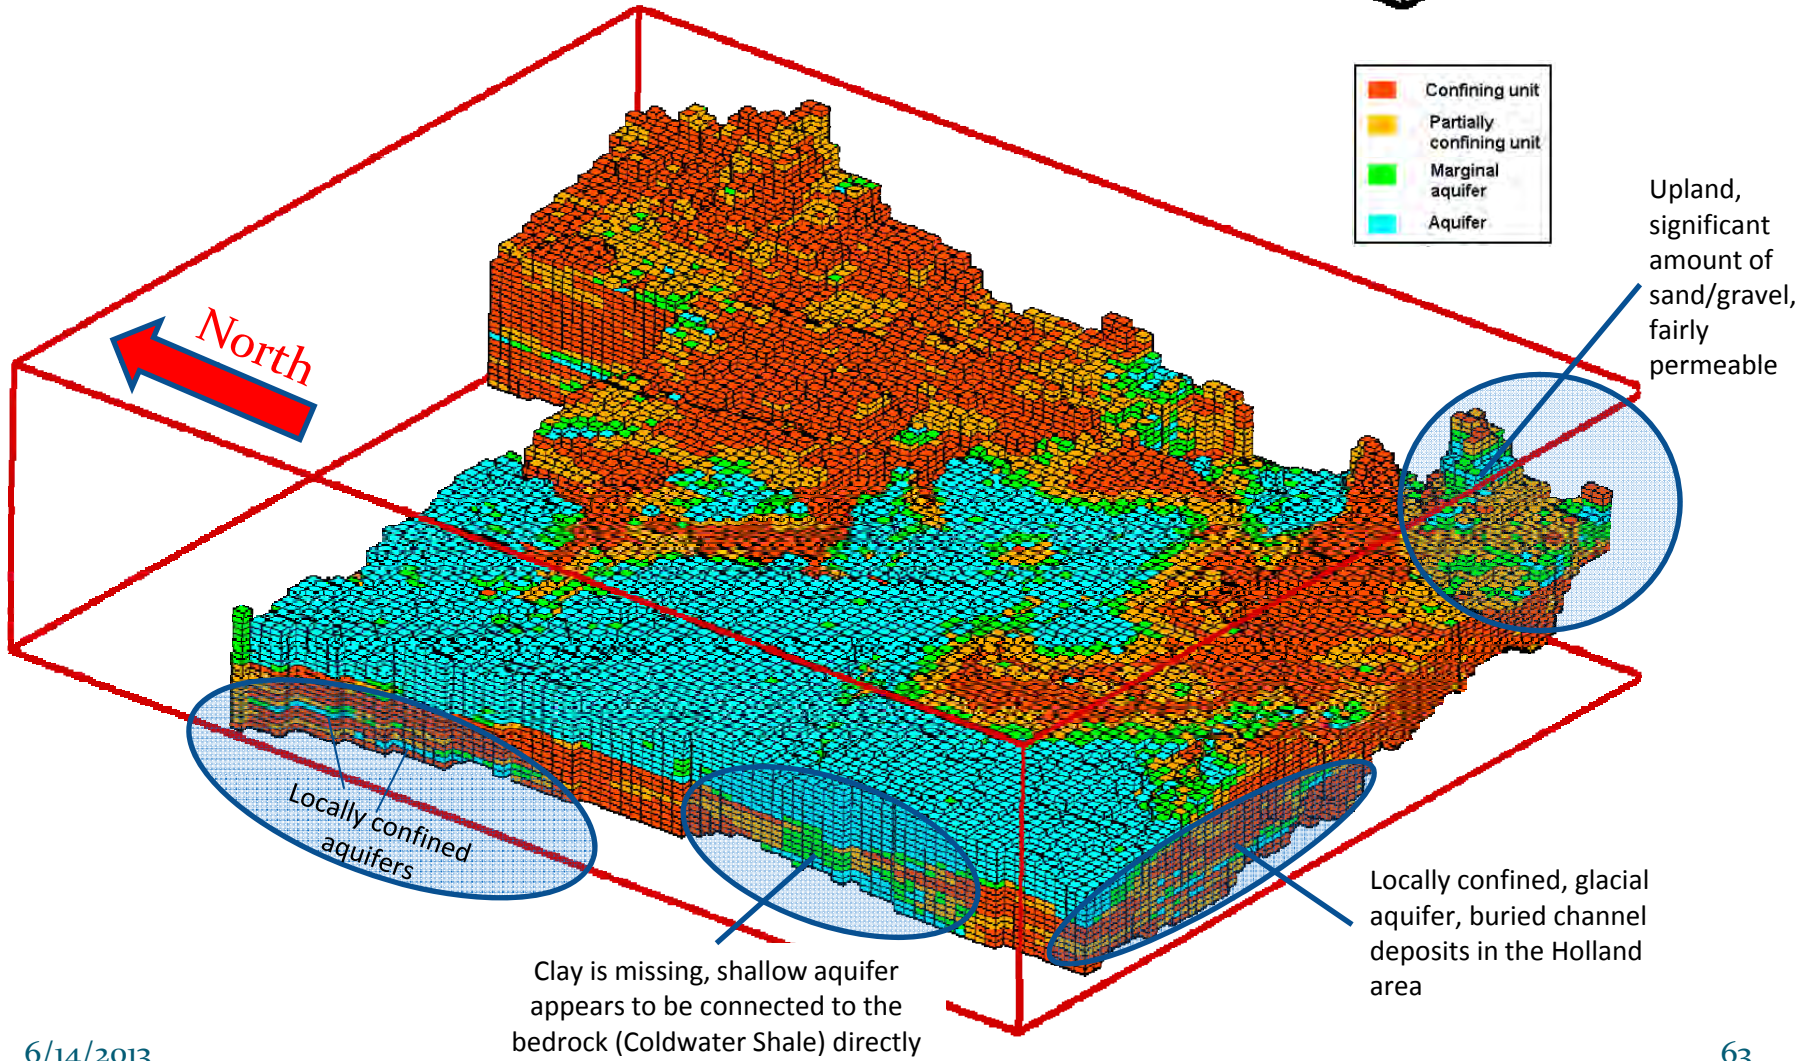 Confining unit
Partially
confining unit
Marginal
aquifer
Aquifer
Upland,
significant
amount of
sand/gravel,
fairly
permeable
North
Locally confined
aquifers
Clay is missing, shallow aquifer
appears to be connected to the
bedrock (Coldwater Shale) directly
Locally confined, glacial
aquifer, buried channel
deposits in the Holland
area
6/14/2013
63